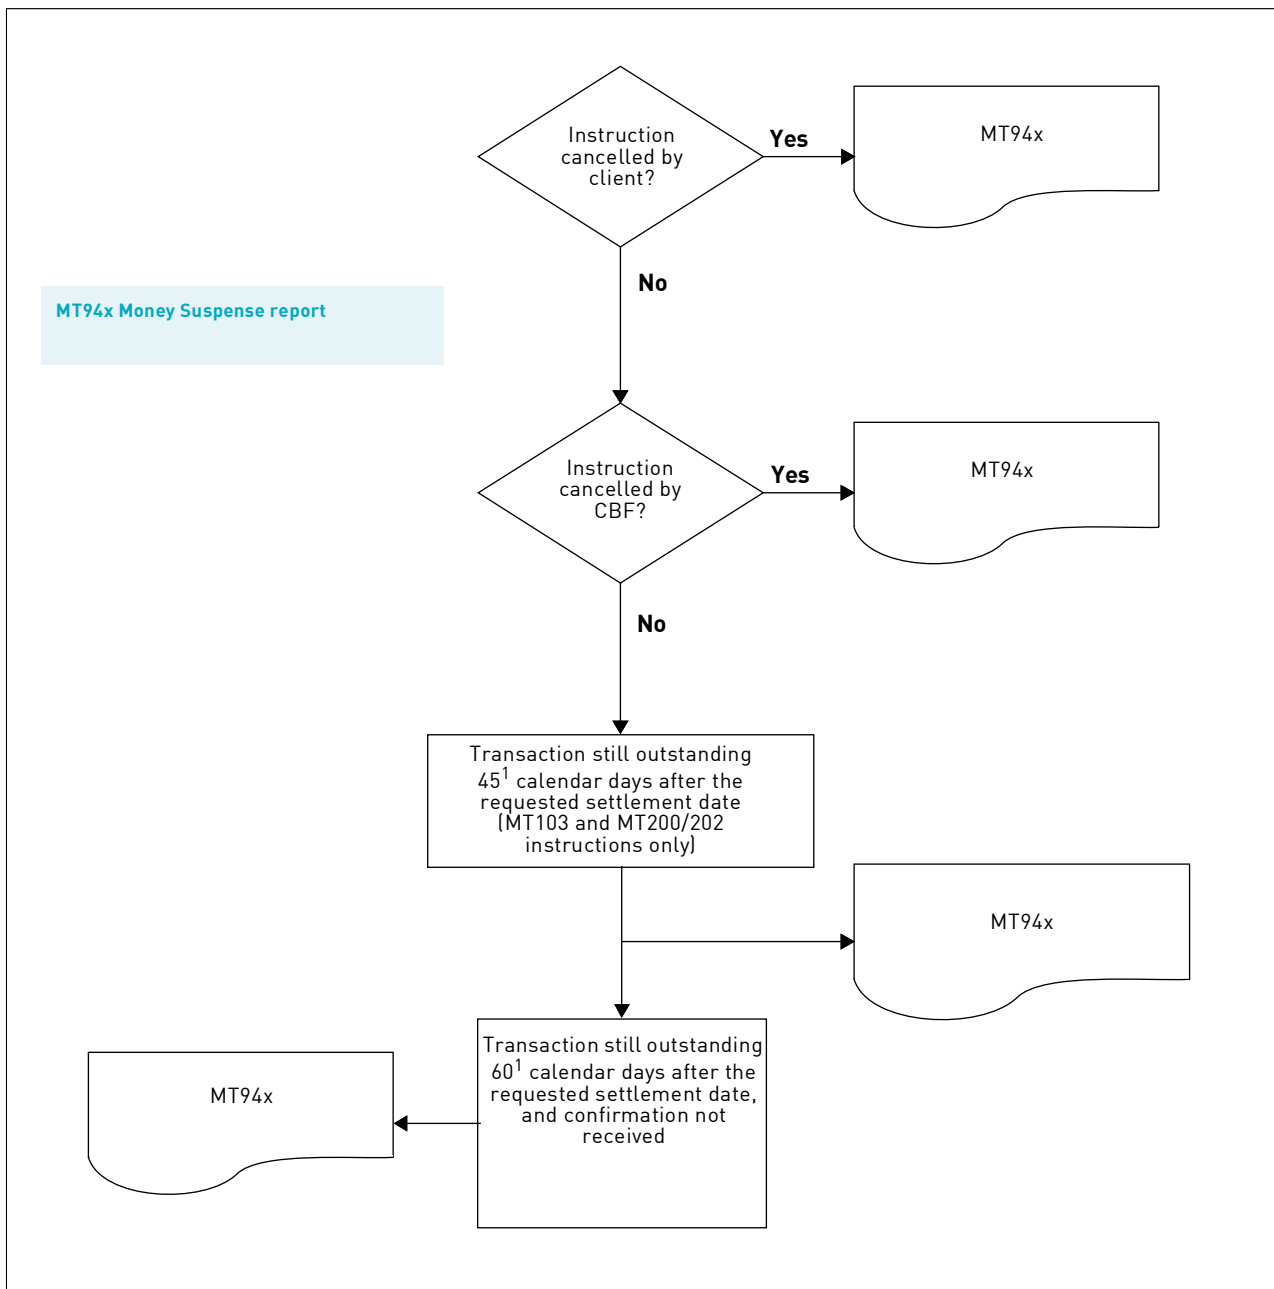 Instruction
cancelled by
client?
Yes
MT94x
No
MT94x Money Suspense report
Instruction
cancelled by
CBF?
Yes
MT94x
No
Transaction still outstanding
45¹ calendar days after the
requested settlement date
(MT103 and MT200/202
instructions only)
MT94x
Transaction still outstanding
60¹ calendar days after the
requested settlement date,
and confirmation not
received
MT94x